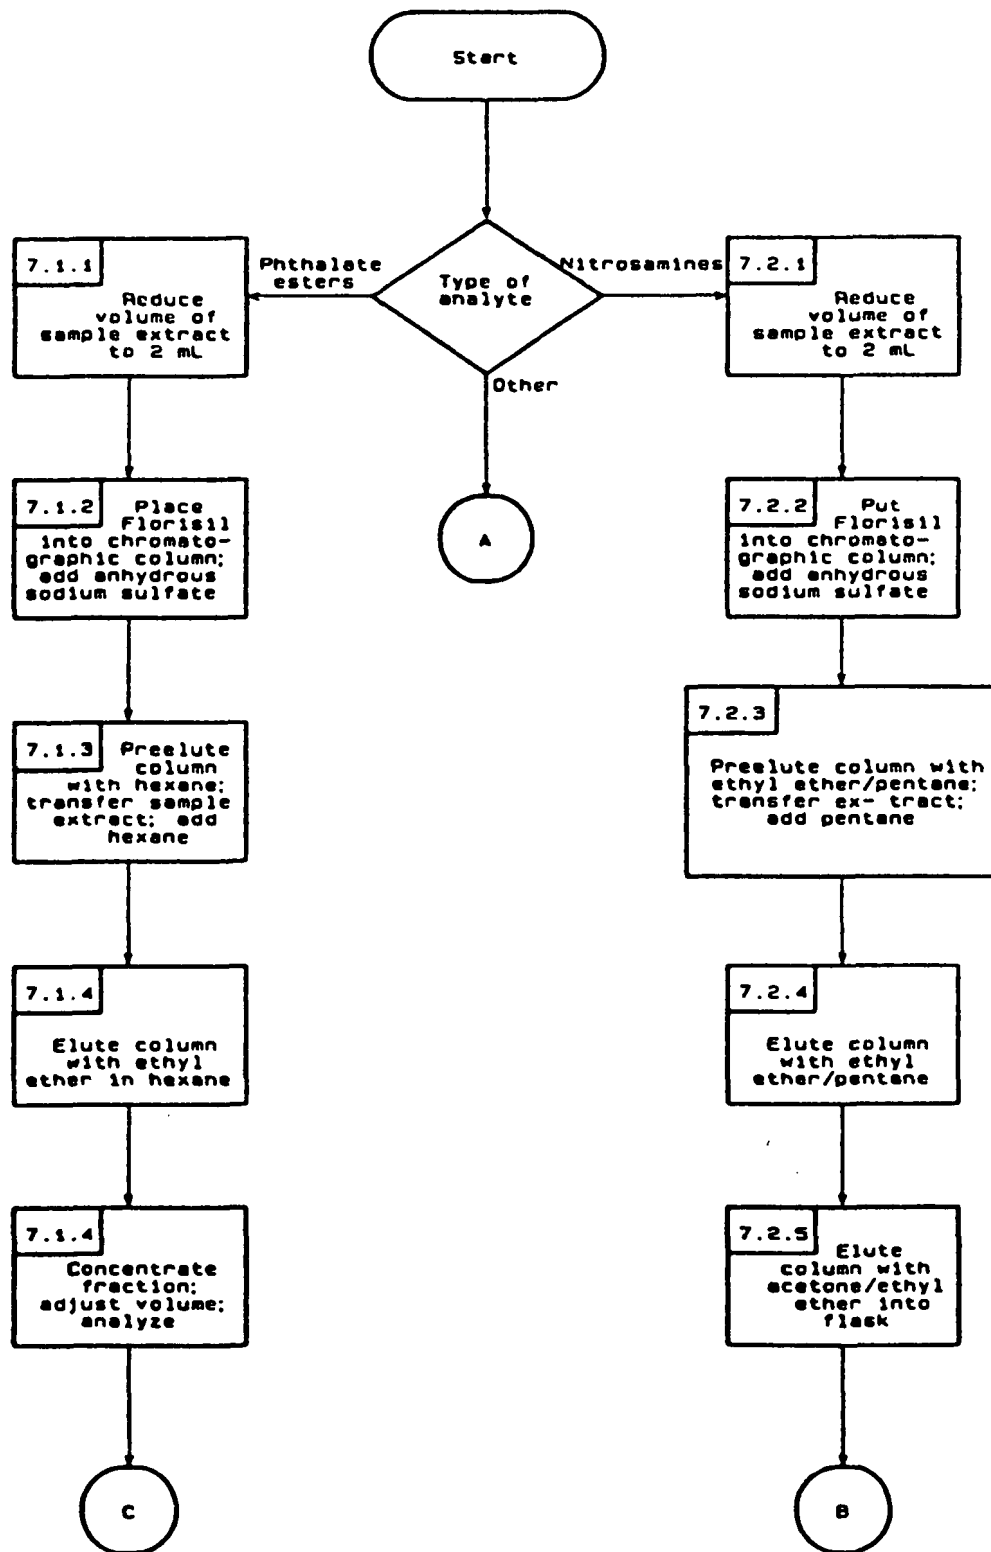 Start
Type of
analyte
Phthalate
esters
Nitrosamines
Other
A
7.1.1
Reduce
volume of
sample extract
to 2 mL
7.1.2 Place
Florisil
into chromato-
graphic column;
add anhydrous
sodium sulfate
7.1.3 Preelute
column
with hexane;
transfer sample
extract; add
hexane
7.1.4
Elute column
with ethyl
ether in hexane
7.1.4
Concentrate
fraction;
adjust volume;
analyze
C
7.2.1
Reduce
volume of
sample extract
to 2 mL
7.2.2 Put
Florisil
into chromato-
graphic column;
add anhydrous
sodium sulfate
7.2.3
Preelute column with
ethyl ether/pentane;
transfer ex- tract;
add pentane
7.2.4
Elute column
with ethyl
ether/pentane
7.2.5 Elute
column with
acetone/ethyl
ether into
flask
B